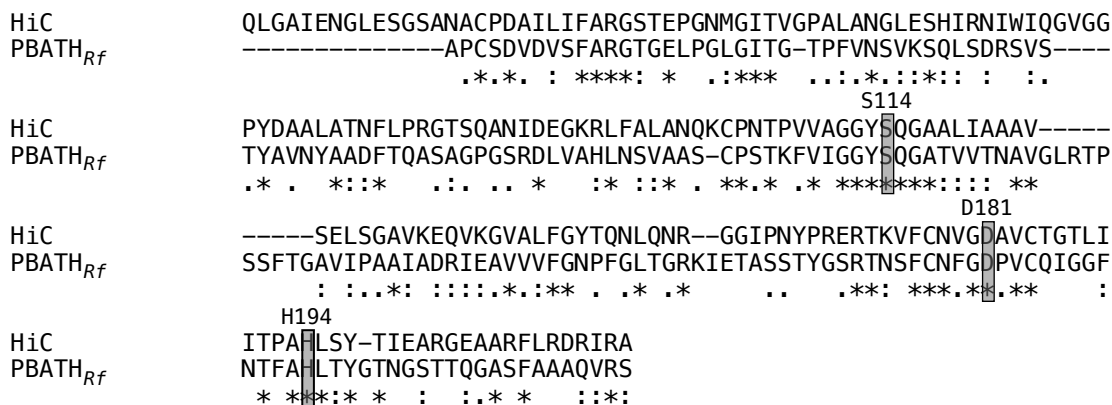 HiC QLGAIENGLESGSANACPDAILIFARGSTEPGNMGITVGPALANGLESHIRNIWIQGVGG
PBATHRf --------------APCSDVDVSFARGTGELPGLGITG-TPFVNSVKSQLSDRSVS----
.*.*. : ****: * .:*** ..:.*.::*:: : :.
S114
HiC PYDAALATNFLPRGTSQANIDEGKRLFALANQKCPNTPVVAGGYSQGAALIAAAV-----
PBATHRf TYAVNYAADFTQASAGPGSRDLVAHLNSVAAS-CPSTKFVIGGYSQGATVVTNAVGLRTP
.* . *::* .:. .. * :* ::* . **.* .* ********:::: **
D181
HiC -----SELSGAVKEQVKGVALFGYTQNLQNR--GGIPNYPRERTKVFCNVGDAVCTGTLI
PBATHRf SSFTGAVIPAAIADRIEAVVVFGNPFGLTGRKIETASSTYGSRTNSFCNFGDPVCQIGGF
: :..*: ::::.*.:** . .* .* .. .**: ***.**.** :
H194
HiC ITPAHLSY-TIEARGEAARFLRDRIRA
PBATHRf NTFAHLTYGTNGSTTQGASFAAAQVRS
* ***:* * : :.* * ::*: